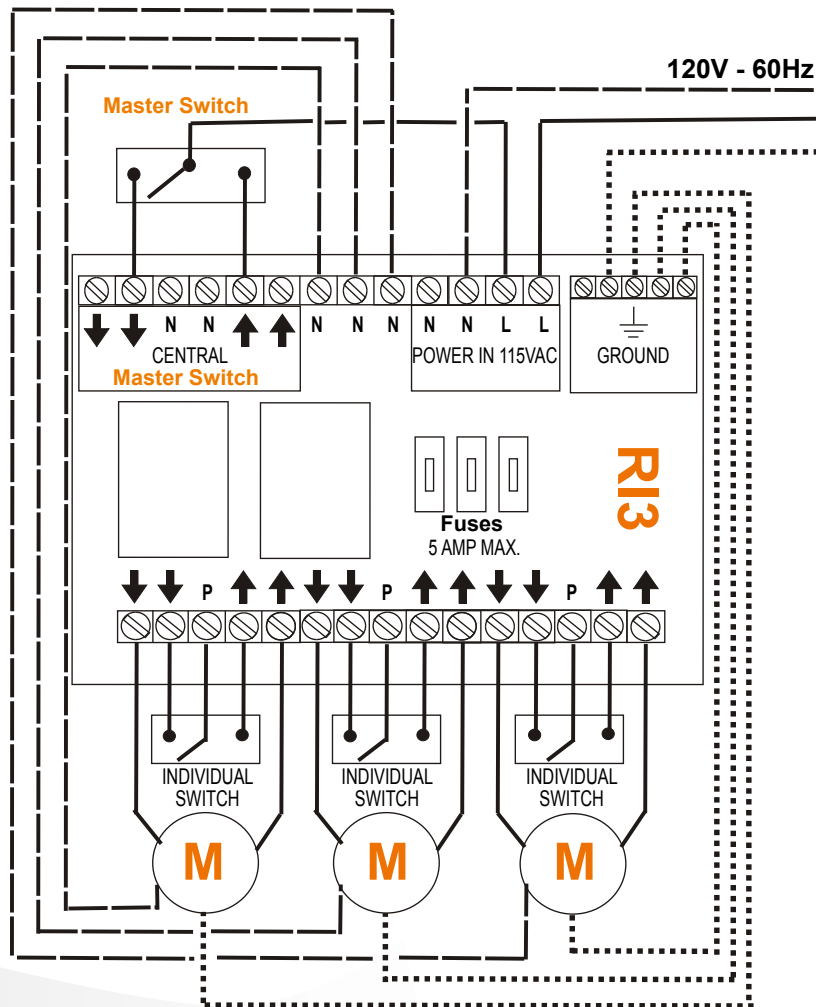 120V - 60Hz
Master Switch
N N N N N N N L L
CENTRAL
Master Switch
POWER IN 115VAC
GROUND
RI3
Fuses
5 AMP MAX.
P P P
INDIVIDUAL
SWITCH
INDIVIDUAL
SWITCH
INDIVIDUAL
SWITCH
M M M